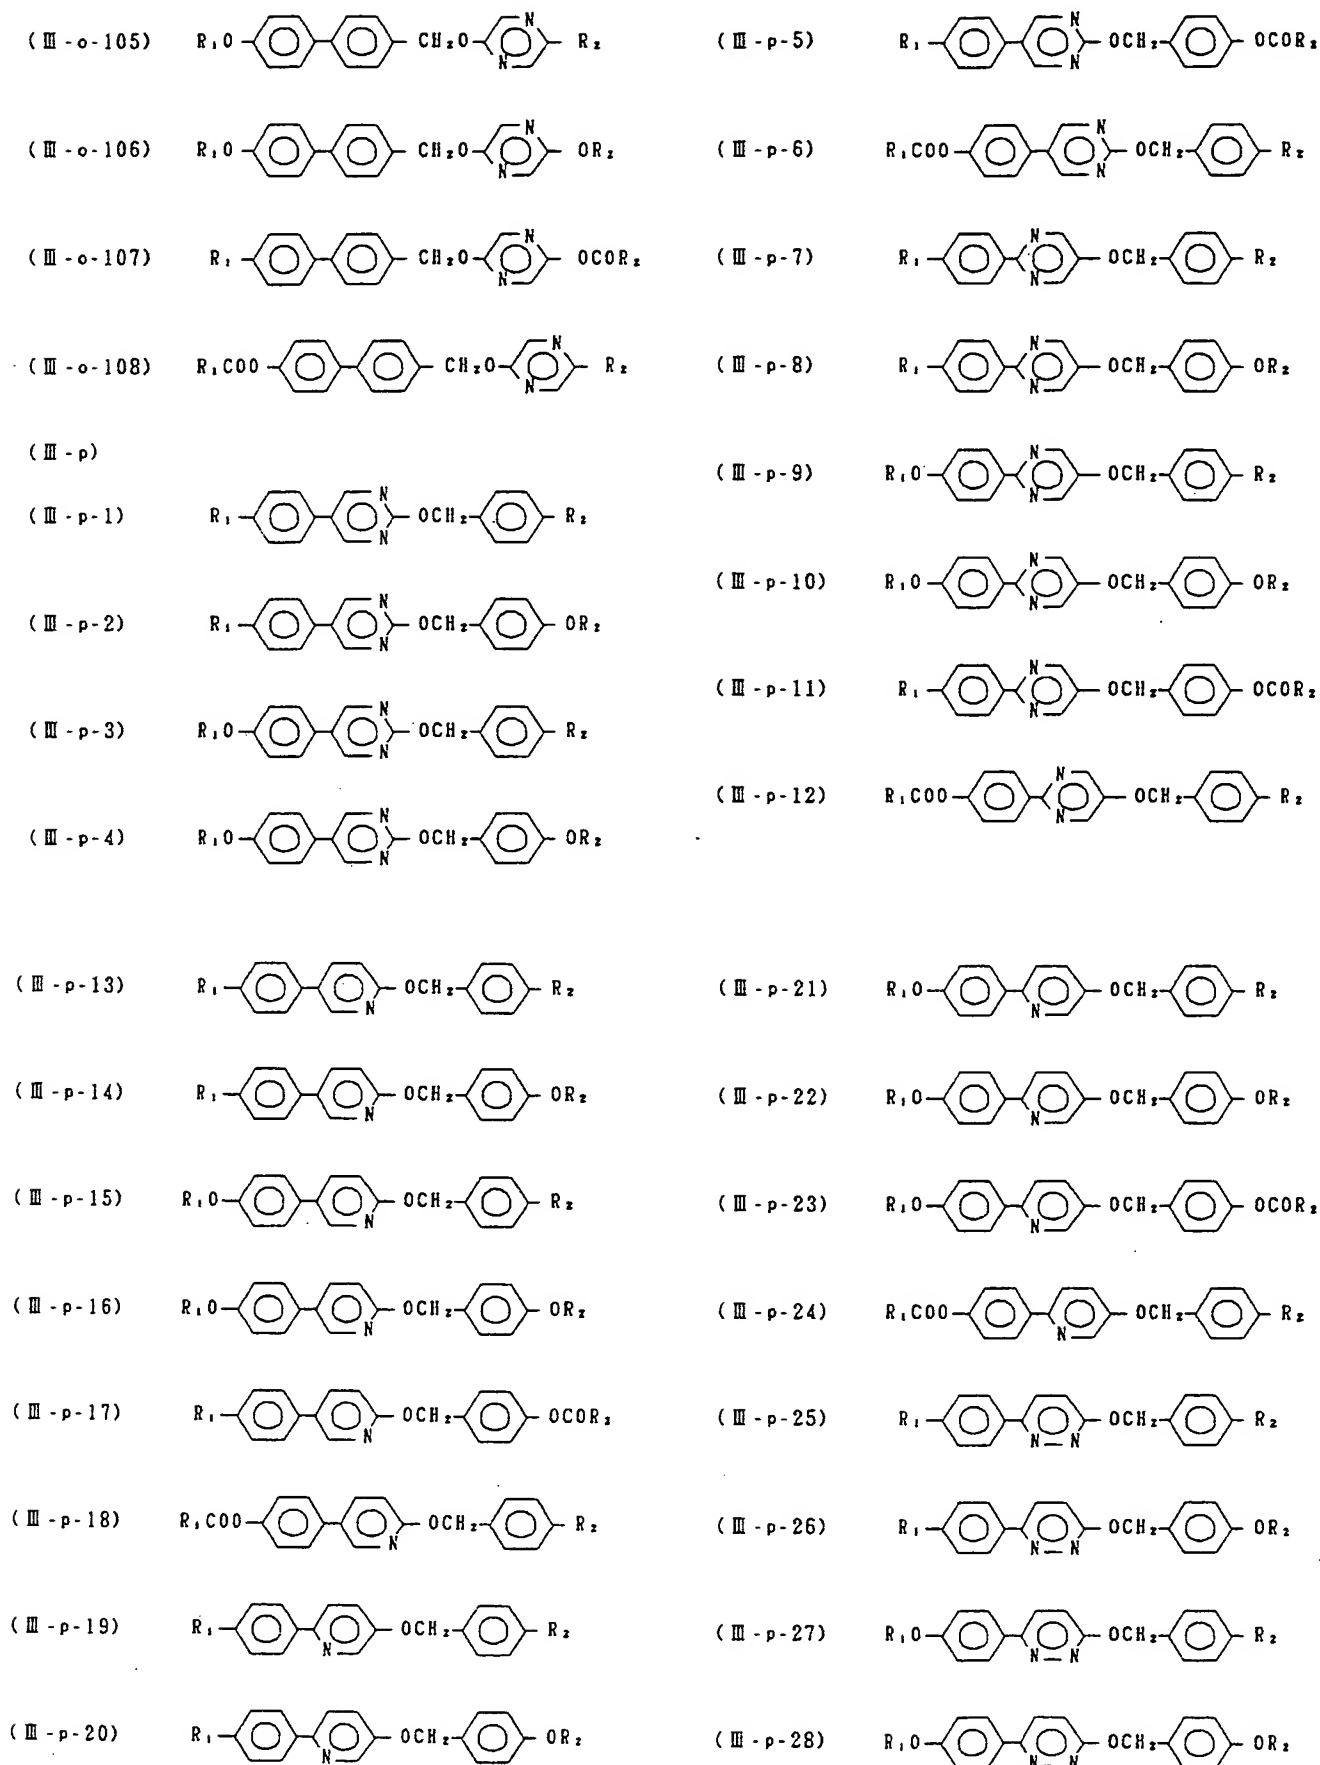 (Ⅲ-o-105) R₁O CH₂O N N R₂
(Ⅲ-o-106) R₁O CH₂O N N OR₂
(Ⅲ-o-107) R₁ CH₂O N N OCOR₂
(Ⅲ-o-108) R₁COO CH₂O N N R₂
(Ⅲ-p)
(Ⅲ-p-1) R₁ N N OCH₂ R₂
(Ⅲ-p-2) R₁ N N OCH₂ OR₂
(Ⅲ-p-3) R₁O N N OCH₂ R₂
(Ⅲ-p-4) R₁O N N OCH₂ OR₂
(Ⅲ-p-5) R₁ N N OCH₂ OCOR₂
(Ⅲ-p-6) R₁COO N N OCH₂ R₂
(Ⅲ-p-7) R₁ N N OCH₂ R₂
(Ⅲ-p-8) R₁ N N OCH₂ OR₂
(Ⅲ-p-9) R₁O N N OCH₂ R₂
(Ⅲ-p-10) R₁O N N OCH₂ OR₂
(Ⅲ-p-11) R₁ N N OCH₂ OCOR₂
(Ⅲ-p-12) R₁COO N N OCH₂ R₂
(Ⅲ-p-13) R₁ N OCH₂ R₂
(Ⅲ-p-14) R₁ N OCH₂ OR₂
(Ⅲ-p-15) R₁O N OCH₂ R₂
(Ⅲ-p-16) R₁O N OCH₂ OR₂
(Ⅲ-p-17) R₁ N OCH₂ OCOR₂
(Ⅲ-p-18) R₁COO N OCH₂ R₂
(Ⅲ-p-19) R₁ N OCH₂ R₂
(Ⅲ-p-20) R₁ N OCH₂ OR₂
(Ⅲ-p-21) R₁O N OCH₂ R₂
(Ⅲ-p-22) R₁O N OCH₂ OR₂
(Ⅲ-p-23) R₁O N OCH₂ OCOR₂
(Ⅲ-p-24) R₁COO N OCH₂ R₂
(Ⅲ-p-25) R₁ N N OCH₂ R₂
(Ⅲ-p-26) R₁ N N OCH₂ OR₂
(Ⅲ-p-27) R₁O N N OCH₂ R₂
(Ⅲ-p-28) R₁O N N OCH₂ OR₂